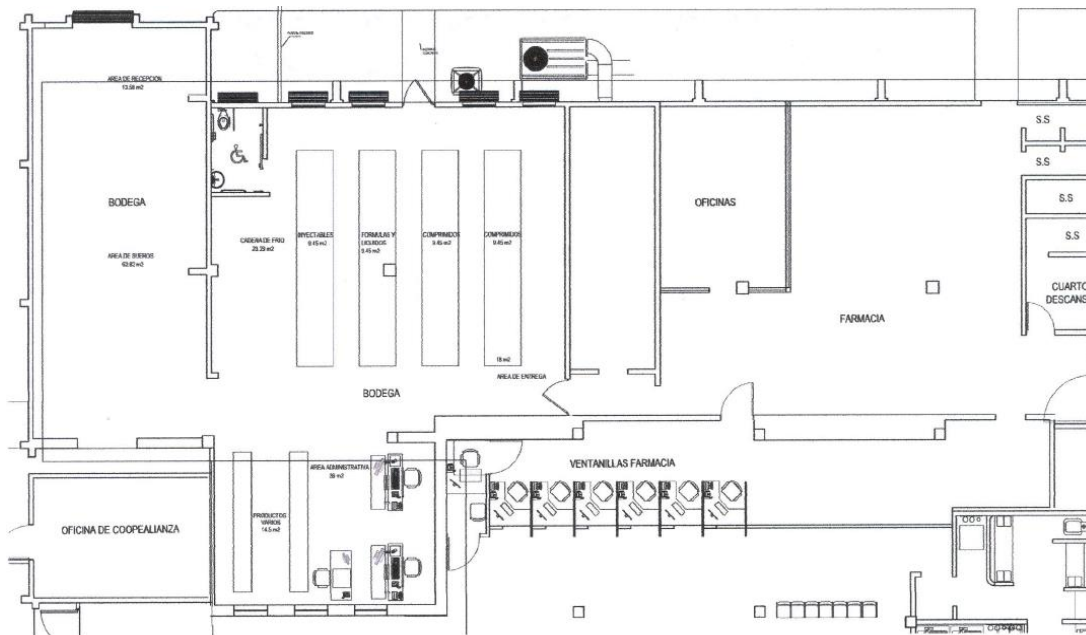 AREA DE RECEPCION
13.58 m2
BODEGA
AREA DE SUEROS
63.82 m2
CADENA DE FRIO
25.39 m2
INYECTABLES
9.45 m2
FORMULAS Y
LIQUIDOS
9.45 m2
COMPRIMIDOS
9.45 m2
COMPRIMIDOS
9.45 m2
18 m2
AREA DE ENTREGA
BODEGA
OFICINAS
FARMACIA
S.S
S.S
S.S
S.S
CUARTO
DESCANS
VENTANILLAS FARMACIA
AREA ADMINISTRATIVA
PRODUCTOS
VARIOS
14.5 m2
OFICINA DE COOPEALIANZA